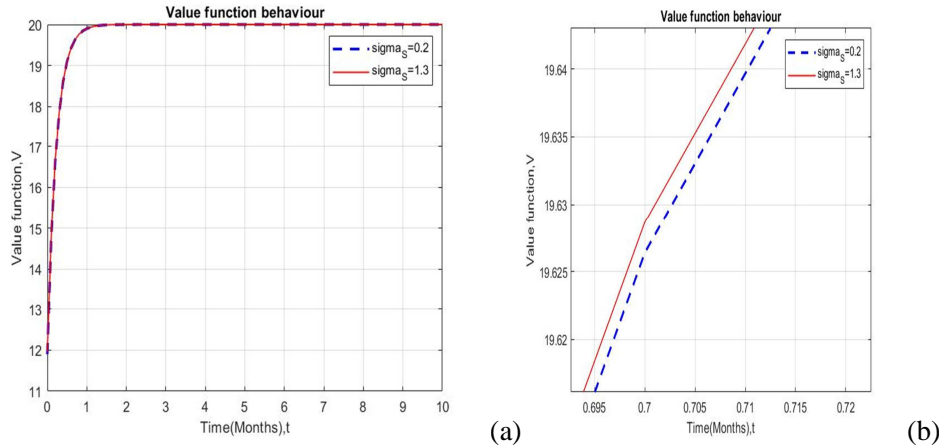 Value function behaviour
20
19
18
17
16
15
14
13
12
11
Value function,V
sigma_S=0.2
sigma_S=1.3
0 1 2 3 4 5 6 7 8 9 10
Time(Months),t
(a)
Value function behaviour
19.64
19.635
19.63
19.625
19.62
Value function,V
sigma_S=0.2
sigma_S=1.3
0.695 0.7 0.705 0.71 0.715 0.72
Time(Months),t
(b)